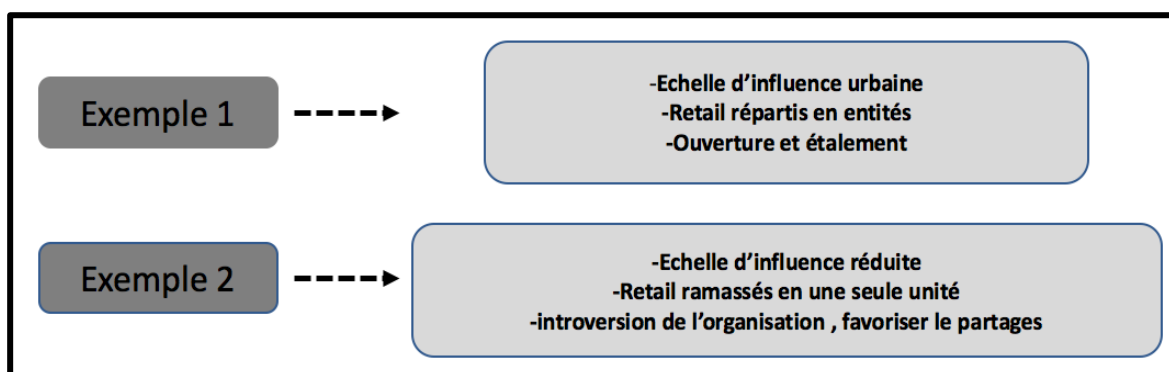 Exemple 1
-Echelle d’influence urbaine
-Retail répartis en entités
-Ouverture et étalement
Exemple 2
-Echelle d’influence réduite
-Retail ramassés en une seule unité
-introversion de l’organisation , favoriser le partages